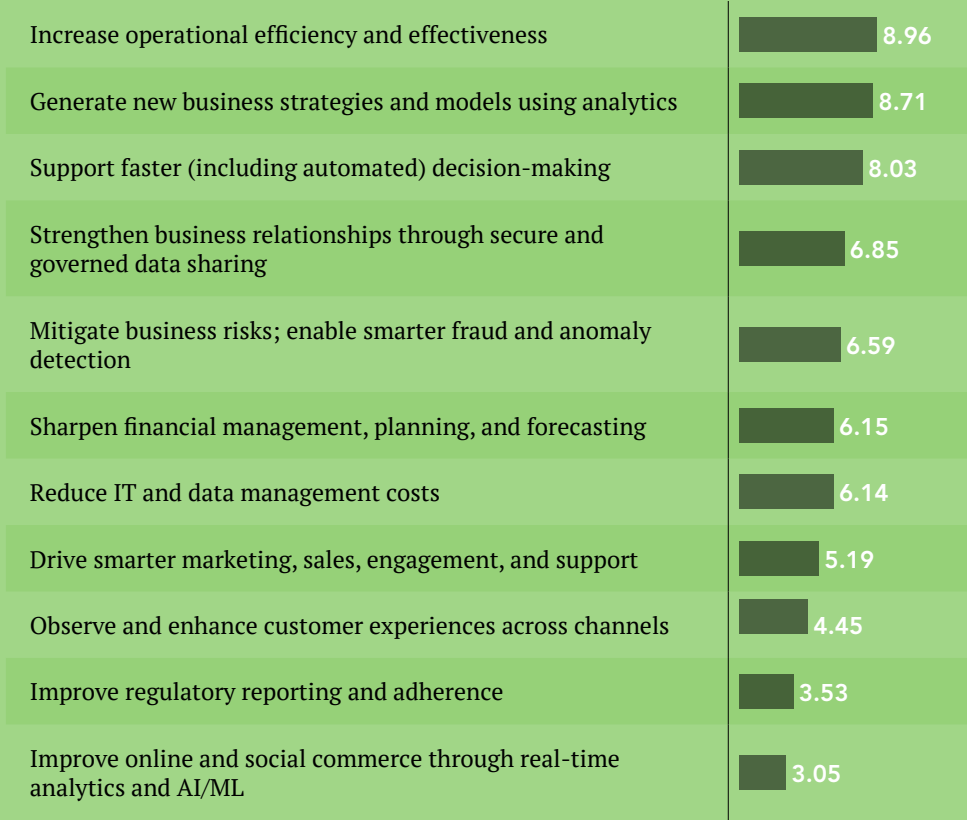 Increase operational efficiency and effectiveness 8.96
Generate new business strategies and models using analytics 8.71
Support faster (including automated) decision-making 8.03
Strengthen business relationships through secure and
governed data sharing 6.85
Mitigate business risks; enable smarter fraud and anomaly
detection 6.59
Sharpen financial management, planning, and forecasting 6.15
Reduce IT and data management costs 6.14
Drive smarter marketing, sales, engagement, and support 5.19
Observe and enhance customer experiences across channels 4.45
Improve regulatory reporting and adherence 3.53
Improve online and social commerce through real-time
analytics and AI/ML 3.05